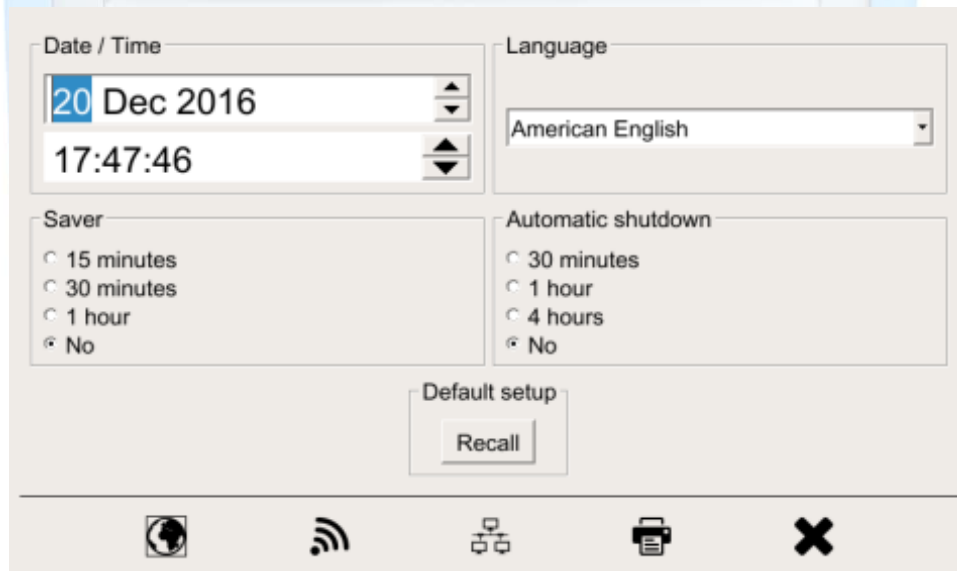 Date / Time
20 Dec 2016
17:47:46
Language
American English
Saver
15 minutes
30 minutes
1 hour
No
Automatic shutdown
30 minutes
1 hour
4 hours
No
Default setup
Recall